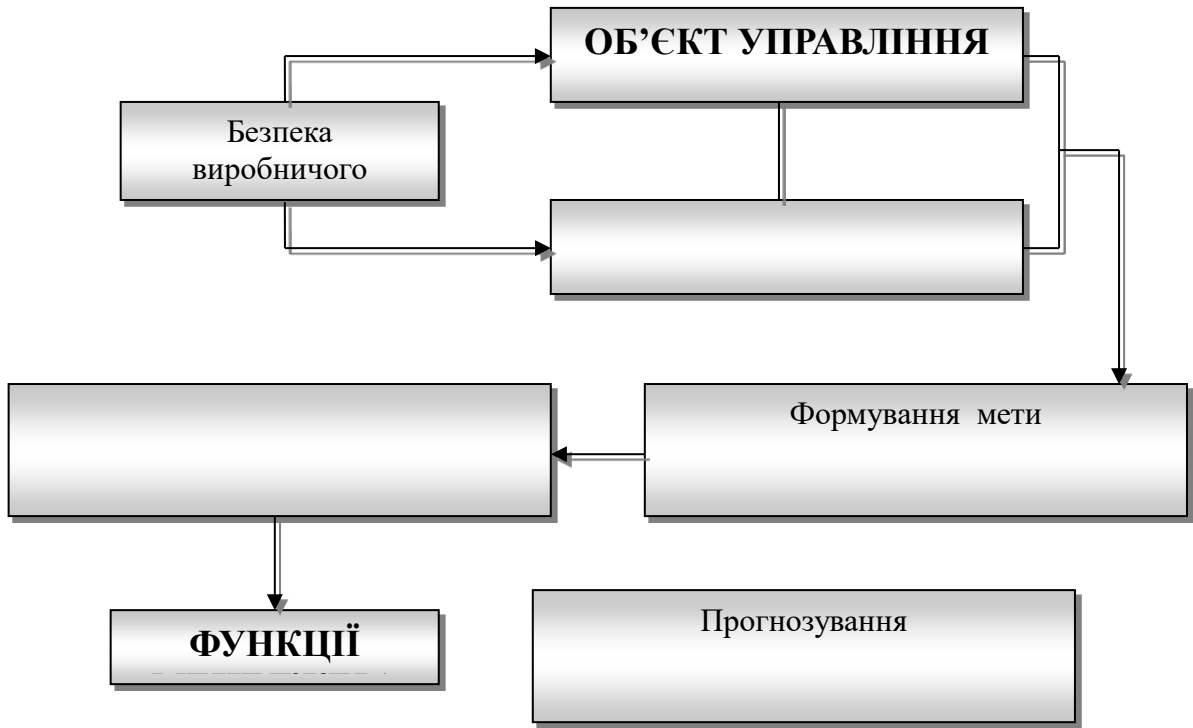 ОБ’ЄКТ УПРАВЛІННЯ
Безпека
виробничого
Формування мети
ФУНКЦІЇ
Прогнозування